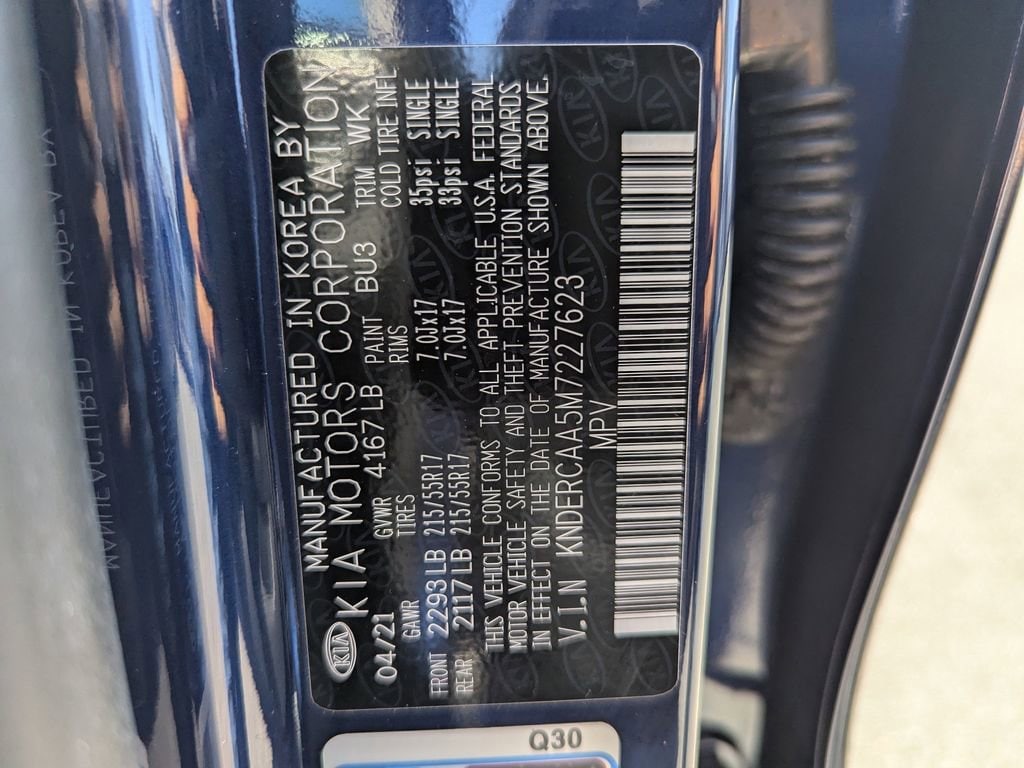 MANUFACTURED IN KOREA BY
KIA KIA MOTORS CORPORATION
04/21 GVWR 4167 LB PAINT BU3 TRIM WK
GAWR TIRES RIMS COLD TIRE INFL
FRONT 2293 LB 215/55R17 7.0Jx17 35psi SINGLE
REAR 2117 LB 215/55R17 7.0Jx17 33psi SINGLE
THIS VEHICLE CONFORMS TO ALL APPLICABLE U.S.A. FEDERAL
MOTOR VEHICLE SAFETY AND THEFT PREVENTION STANDARDS
IN EFFECT ON THE DATE OF MANUFACTURE SHOWN ABOVE.
V.I.N KNDERCAA5M7227623
MPV
Q30